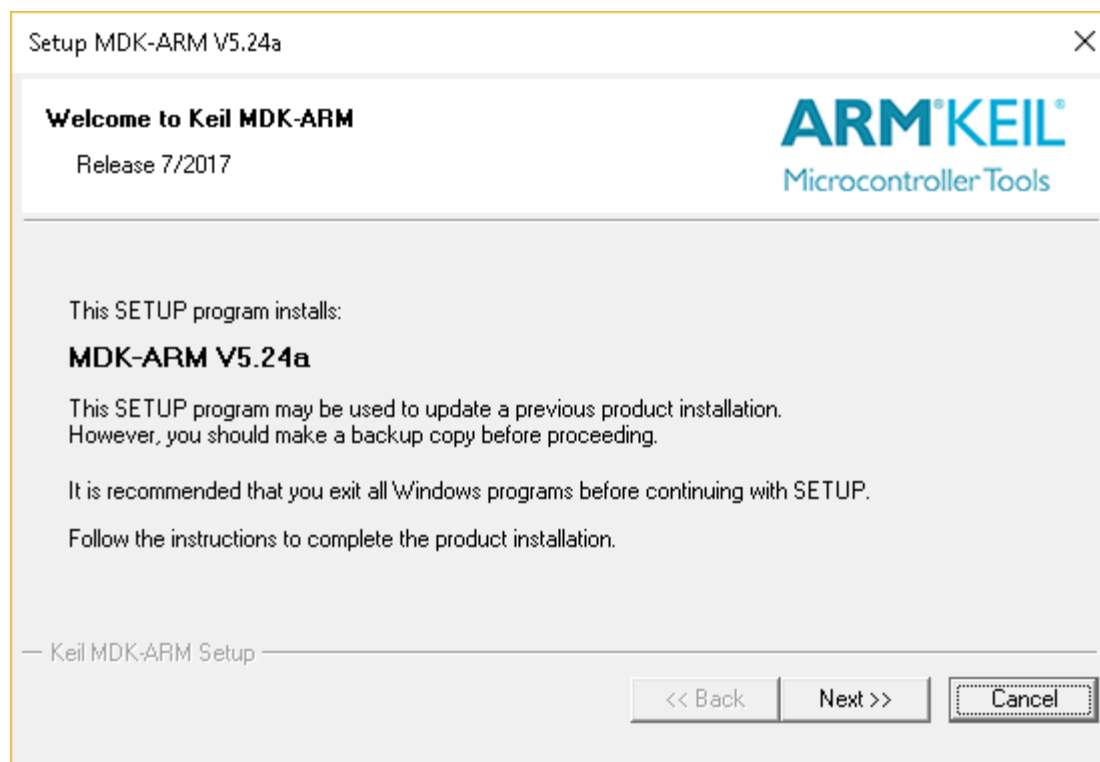 Setup MDK-ARM V5.24a
Welcome to Keil MDK-ARM
Release 7/2017
ARM® KEIL®
Microcontroller Tools
This SETUP program installs:
MDK-ARM V5.24a
This SETUP program may be used to update a previous product installation.
However, you should make a backup copy before proceeding.
It is recommended that you exit all Windows programs before continuing with SETUP.
Follow the instructions to complete the product installation.
Keil MDK-ARM Setup
<< Back
Next >>
Cancel